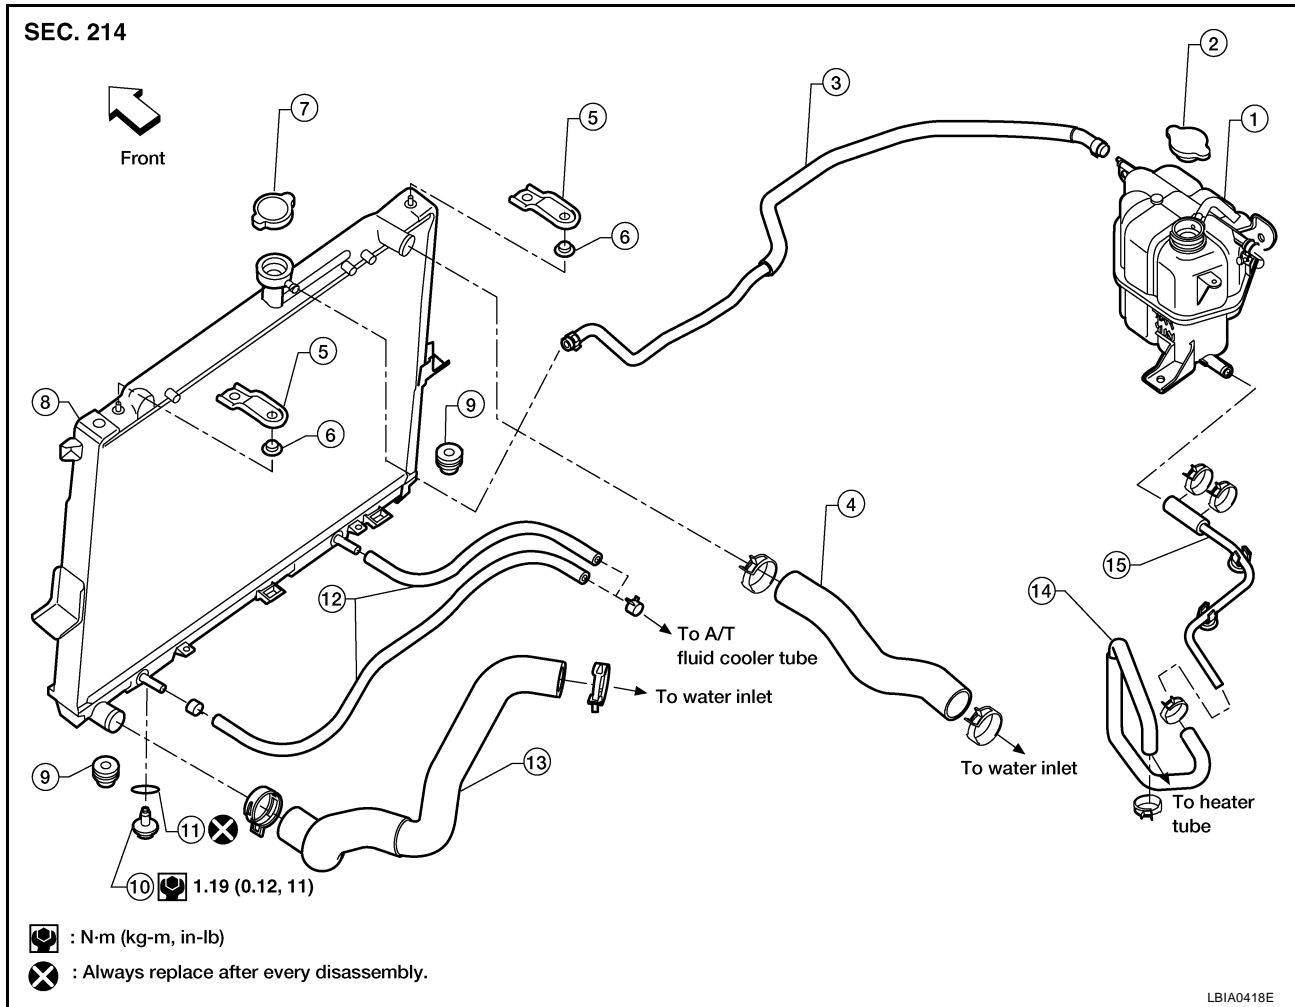 SEC. 214
Front
7
5
3
2
1
6
5
6
8
9
4
12
15
14
To A/T
fluid cooler tube
To water inlet
To water inlet
To heater
tube
9
13
11
10
1.19 (0.12, 11)
: N·m (kg-m, in-lb)
: Always replace after every disassembly.
LBIA0418E